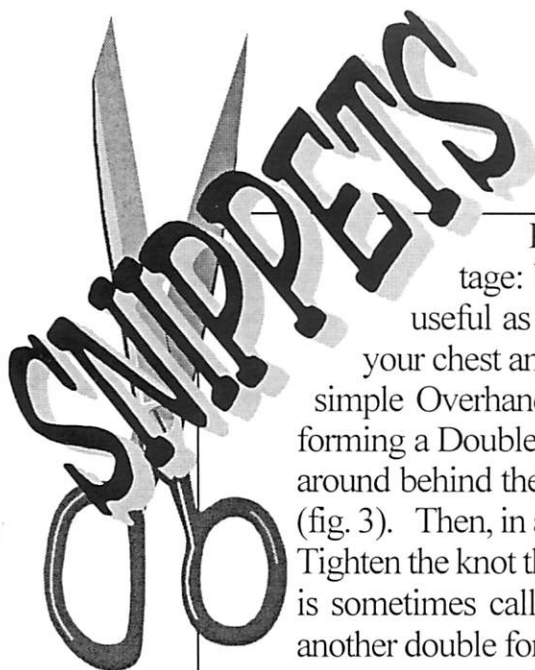 SNIPPETS
tage:
useful as
your chest an
simple Overhand
forming a Double
around behind the
(fig. 3). Then, in a
Tighten the knot th
is sometimes call
another double for